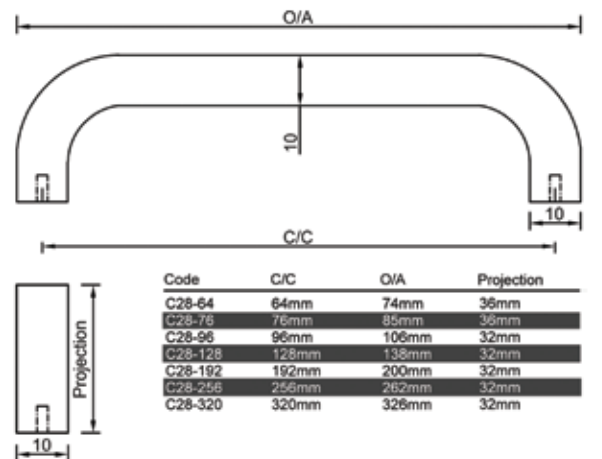 O/A
10
10
C/C
Code C/C O/A Projection
C28-64 64mm 74mm 36mm
C28-76 76mm 85mm 36mm
C28-96 96mm 106mm 32mm
C28-128 128mm 138mm 32mm
C28-192 192mm 200mm 32mm
C28-256 256mm 262mm 32mm
C28-320 320mm 326mm 32mm
Projection
10